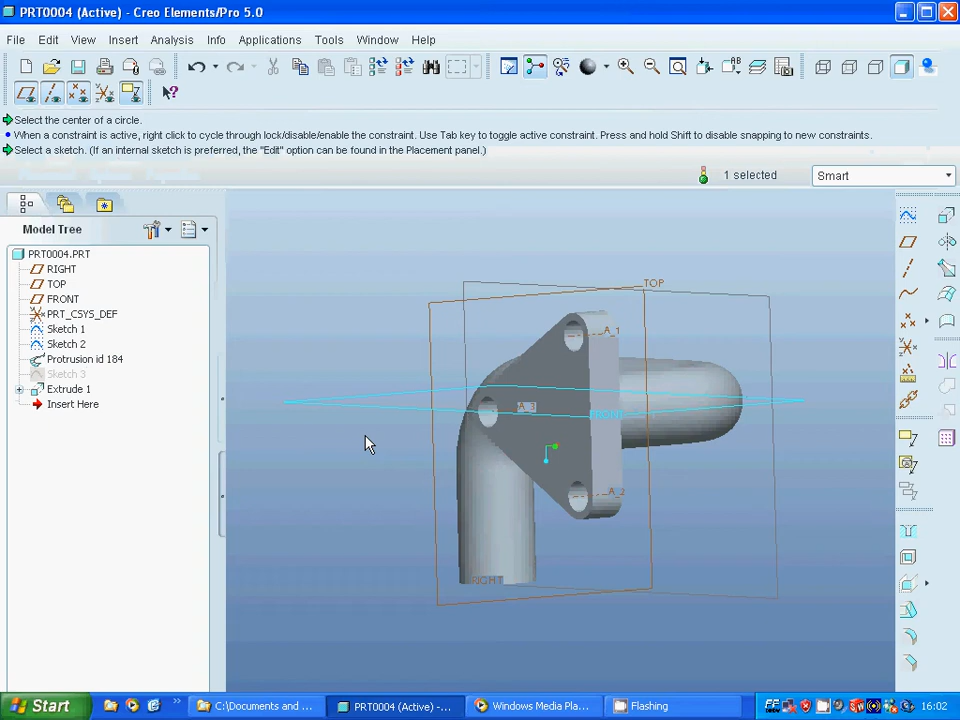 PRT0004 (Active) - Creo Elements/Pro 5.0
File Edit View Insert Analysis Info Applications Tools Window Help
Select the center of a circle.
When a constraint is active, right click to cycle through lock/disable/enable the constraint. Use Tab key to toggle active constraint. Press and hold Shift to disable snapping to new constraints.
Select a sketch. (If an internal sketch is preferred, the "Edit" option can be found in the Placement panel.)
1 selected
Smart
Model Tree
PRT0004.PRT
RIGHT
TOP
FRONT
PRT_CSYS_DEF
Sketch 1
Sketch 2
Protrusion id 184
Sketch 3
Extrude 1
Insert Here
TOP
A_1
A_3
FRONT
A_2
RIGHT
Start
C:\Documents and ...
PRT0004 (Active) -...
Windows Media Pla...
Flashing
16:02